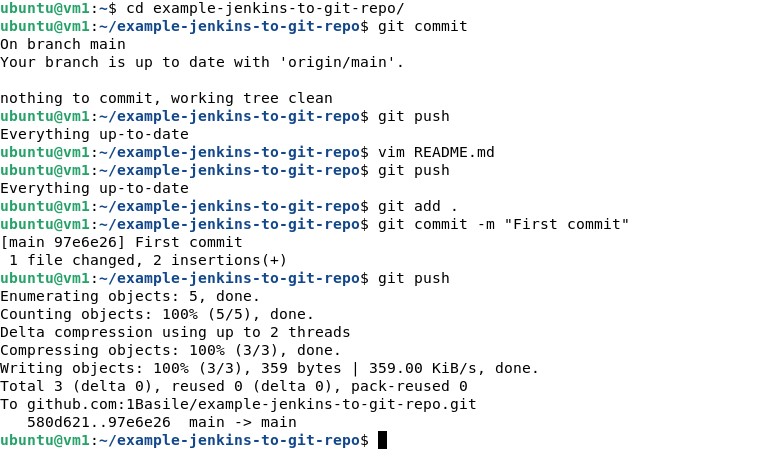 ubuntu@vm1:~$ cd example-jenkins-to-git-repo/
ubuntu@vm1:~/example-jenkins-to-git-repo$ git commit
On branch main
Your branch is up to date with 'origin/main'.

nothing to commit, working tree clean
ubuntu@vm1:~/example-jenkins-to-git-repo$ git push
Everything up-to-date
ubuntu@vm1:~/example-jenkins-to-git-repo$ vim README.md
ubuntu@vm1:~/example-jenkins-to-git-repo$ git push
Everything up-to-date
ubuntu@vm1:~/example-jenkins-to-git-repo$ git add .
ubuntu@vm1:~/example-jenkins-to-git-repo$ git commit -m "First commit"
[main 97e6e26] First commit
 1 file changed, 2 insertions(+)
ubuntu@vm1:~/example-jenkins-to-git-repo$ git push
Enumerating objects: 5, done.
Counting objects: 100% (5/5), done.
Delta compression using up to 2 threads
Compressing objects: 100% (3/3), done.
Writing objects: 100% (3/3), 359 bytes | 359.00 KiB/s, done.
Total 3 (delta 0), reused 0 (delta 0), pack-reused 0
To github.com:1Basile/example-jenkins-to-git-repo.git
   580d621..97e6e26  main -> main
ubuntu@vm1:~/example-jenkins-to-git-repo$